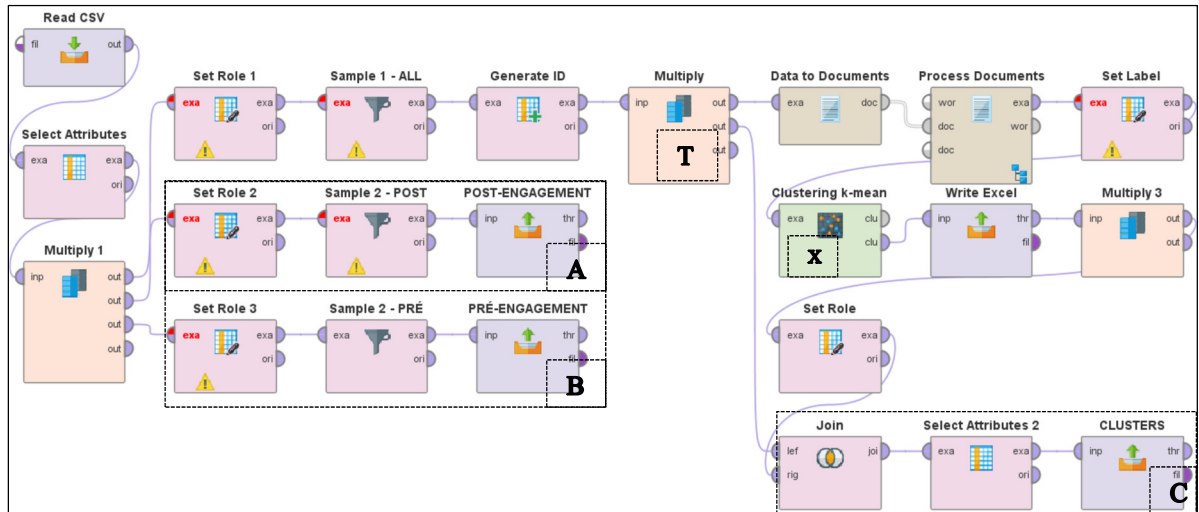 Read CSV
fil out
Set Role 1
exa exa
ori
Sample 1 - ALL
exa exa
ori
Generate ID
exa exa
ori
Multiply
inp out
out
out
T
Data to Documents
exa doc
Process Documents
wor exa
doc wor
doc
Set Label
exa exa
ori
Select Attributes
exa exa
ori
Set Role 2
exa exa
ori
Sample 2 - POST
exa exa
ori
POST-ENGAGEMENT
inp thr
fil
A
Clustering k-mean
exa clu
clu
x
Write Excel
inp thr
fil
Multiply 3
inp out
out
Multiply 1
inp out
out
out
out
Set Role 3
exa exa
ori
Sample 2 - PRÉ
exa exa
ori
PRÉ-ENGAGEMENT
inp thr
fil
B
Set Role
exa exa
ori
Join
lef joi
rig
Select Attributes 2
exa exa
ori
CLUSTERS
inp thr
fil
C